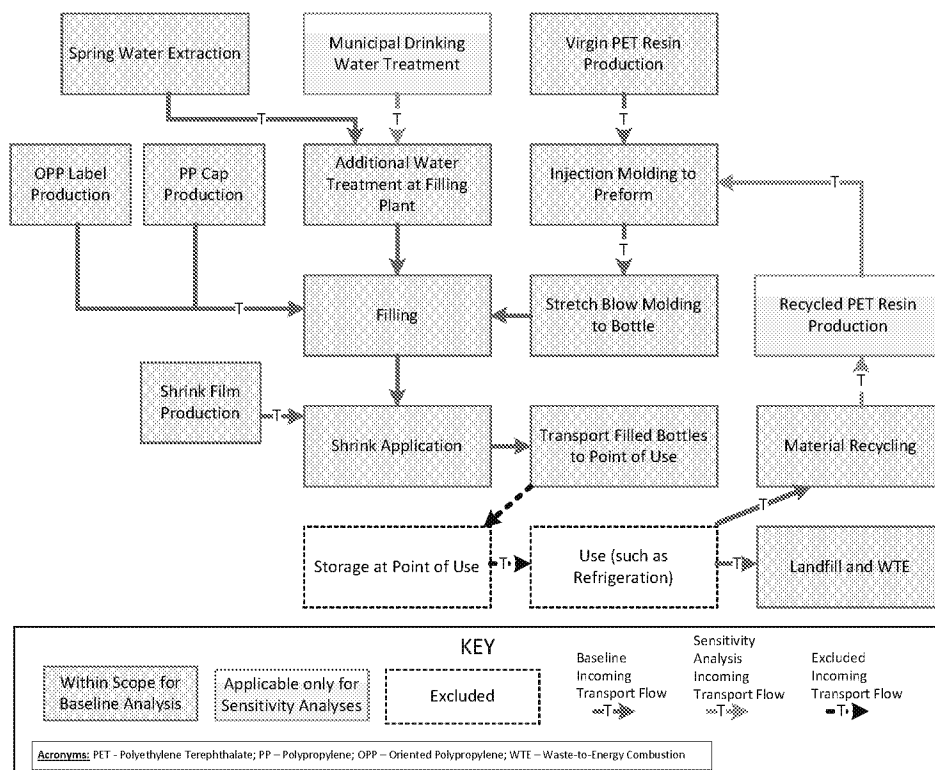 Spring Water Extraction
Municipal Drinking
Water Treatment
Virgin PET Resin
Production
T
T
T
OPP Label
Production
PP Cap
Production
Additional Water
Treatment at Filling
Plant
Injection Molding to
Preform
T
T
T
Filling
Stretch Blow Molding
to Bottle
Recycled PET Resin
Production
T
Shrink Film
Production
T
Shrink Application
Transport Filled Bottles
to Point of Use
Material Recycling
T
Storage at Point of Use
T
Use (such as
Refrigeration)
T
Landfill and WTE
KEY
Within Scope for
Baseline Analysis
Applicable only for
Sensitivity Analyses
Excluded
Baseline
Incoming
Transport Flow
T
Sensitivity
Analysis
Incoming
Transport Flow
T
Excluded
Incoming
Transport Flow
T
Acronyms: PET - Polyethylene Terephthalate; PP – Polypropylene; OPP – Oriented Polypropylene; WTE – Waste-to-Energy Combustion